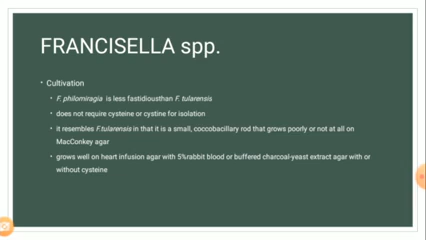 FRANCISELLA spp.
Cultivation
F. philomiragia is less fastidiousthan F. tularensis
does not require cysteine or cystine for isolation
it resembles F.tularensis in that it is a small, coccobacillary rod that grows poorly or not at all on
MacConkey agar
grows well on heart infusion agar with 5%rabbit blood or buffered charcoal-yeast extract agar with or
without cysteine